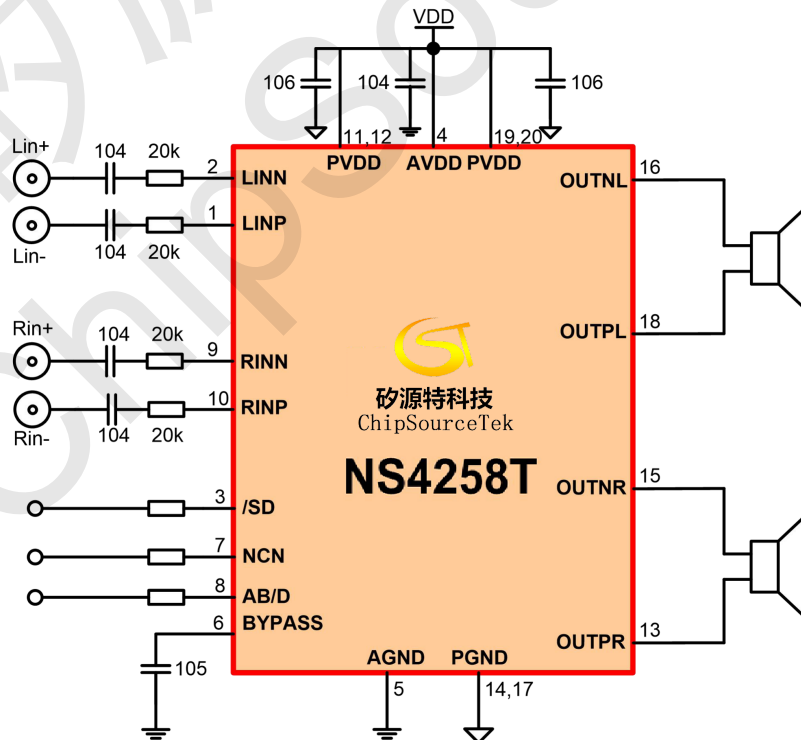 VDD
106
104
106
11,12
4
19,20
PVDD
AVDD
PVDD
Lin+
104
20k
2
LINN
1
LINP
104
20k
Lin-
Rin+
104
20k
9
RINN
10
RINP
104
20k
Rin-
3
/SD
7
NCN
8
AB/D
6
BYPASS
105
16
OUTNL
18
OUTPL
矽源特科技
ChipSourceTek
NS4258T
15
OUTNR
13
OUTPR
AGND
PGND
5
14,17